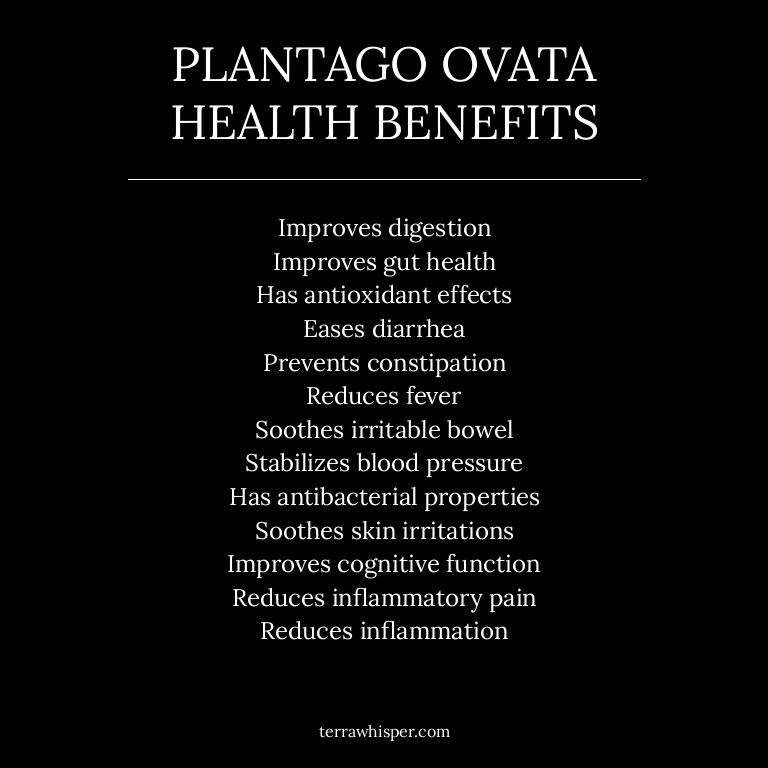 PLANTAGO OVATA
HEALTH BENEFITS
Improves digestion
Improves gut health
Has antioxidant effects
Eases diarrhea
Prevents constipation
Reduces fever
Soothes irritable bowel
Stabilizes blood pressure
Has antibacterial properties
Soothes skin irritations
Improves cognitive function
Reduces inflammatory pain
Reduces inflammation
terrawhisper.com